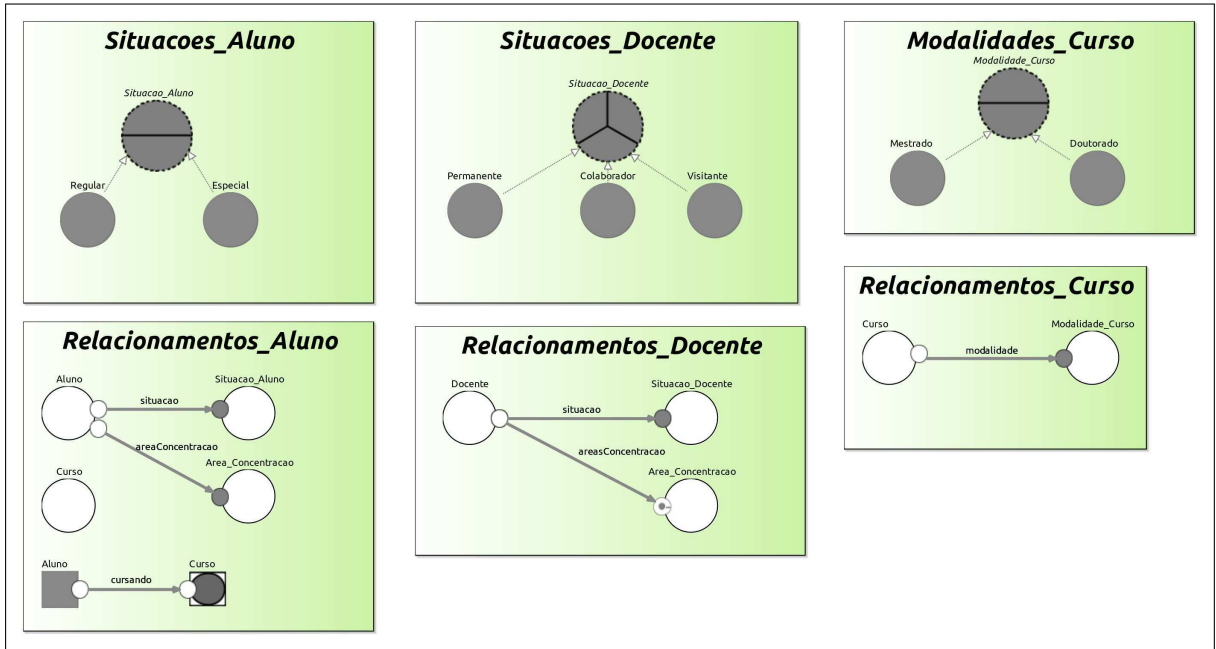 Situacoes_Aluno
Situacao_Aluno
Regular
Especial
Situacoes_Docente
Situacao_Docente
Permanente
Colaborador
Visitante
Modalidades_Curso
Modalidade_Curso
Mestrado
Doutorado
Relacionamentos_Aluno
Aluno
Situacao_Aluno
situacao
areaConcentracao
Area_Concentracao
Curso
Aluno
Curso
cursando
Relacionamentos_Docente
Docente
Situacao_Docente
situacao
areasConcentracao
Area_Concentracao
Relacionamentos_Curso
Curso
Modalidade_Curso
modalidade